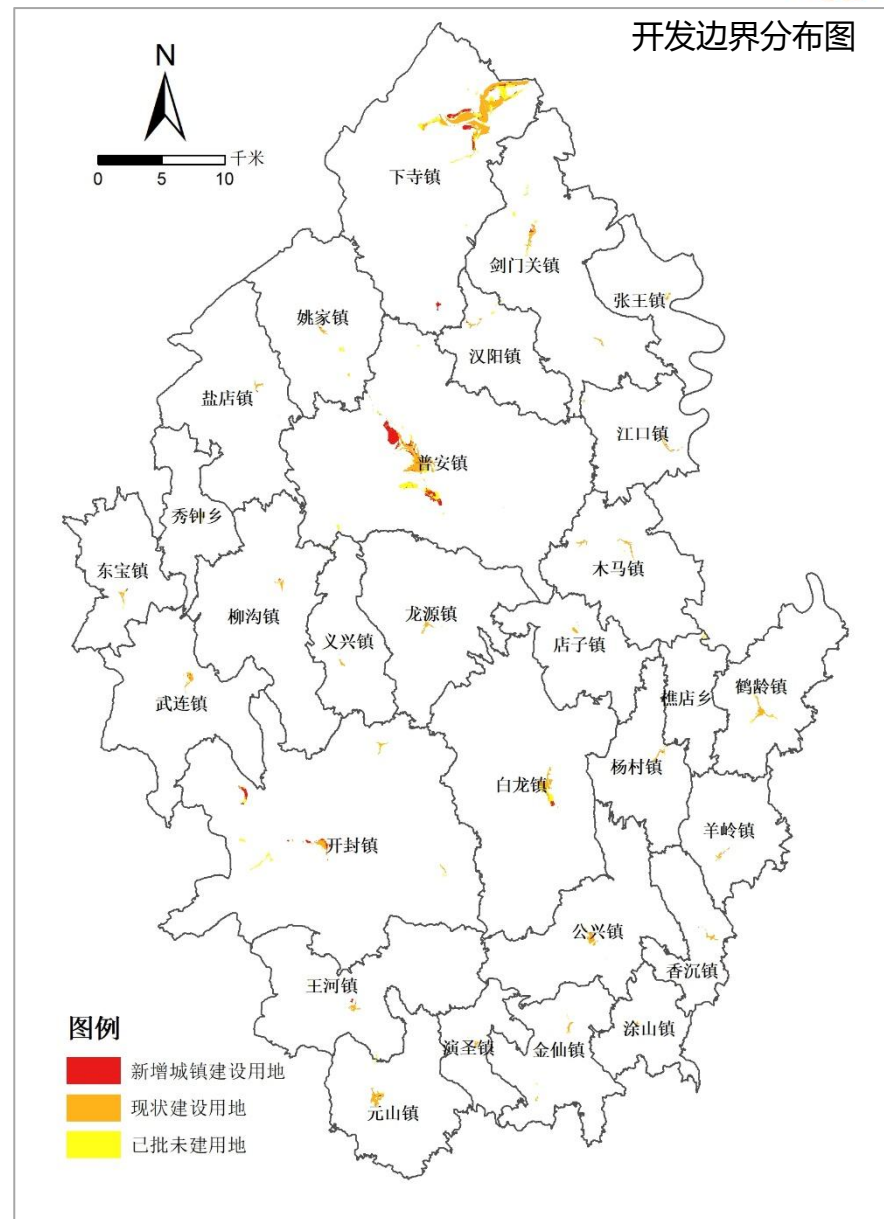 开发边界分布图
N
千米
0 5 10
下寺镇
剑门关镇
张王镇
姚家镇
汉阳镇
盐店镇
江口镇
普安镇
秀钟乡
东宝镇
木马镇
柳沟镇
义兴镇
龙源镇
店子镇
武连镇
樵店乡
鹤龄镇
白龙镇
杨村镇
羊岭镇
开封镇
公兴镇
香沉镇
王河镇
涂山镇
演圣镇
金仙镇
元山镇
图例
新增城镇建设用地
现状建设用地
已批未建用地